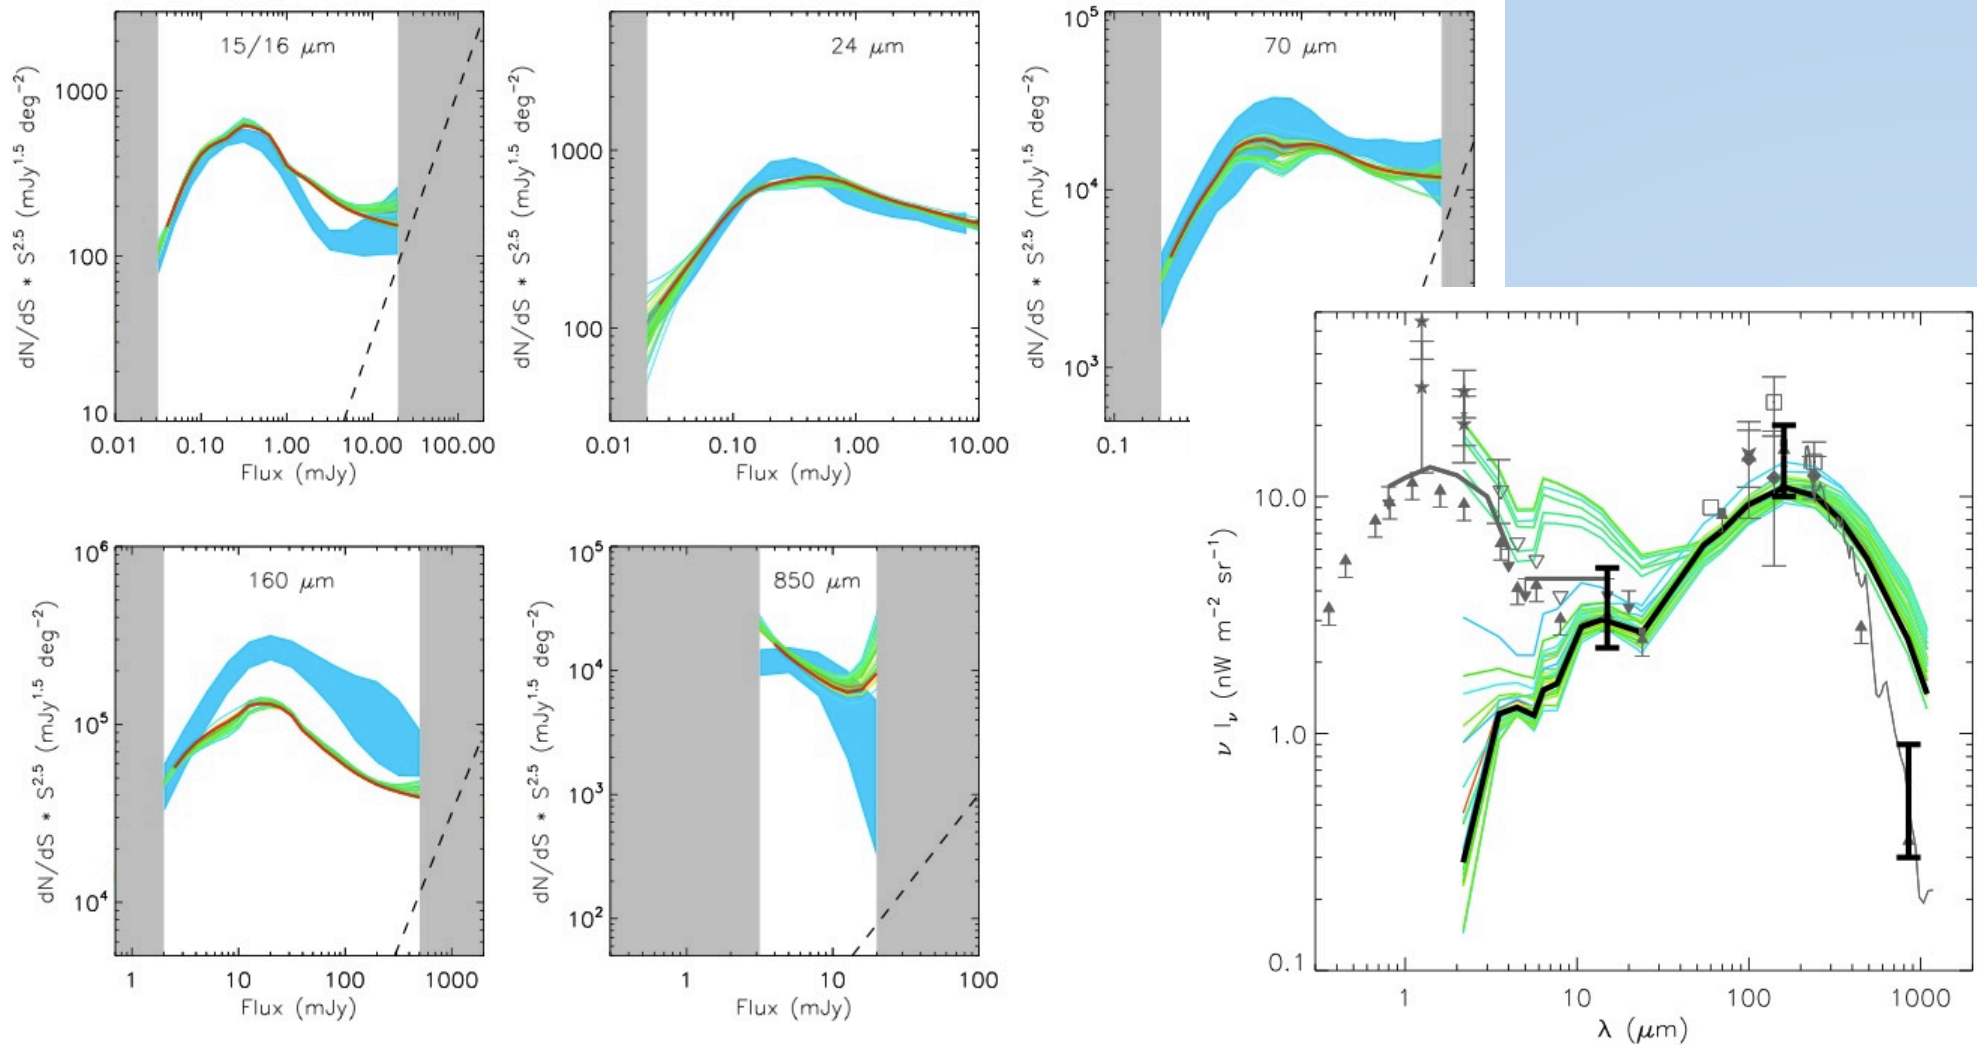 15/16 μm
dN/dS * S^2.5 (mJy^1.5 deg^-2)
1000
100
10
0.01 0.10 1.00 10.00 100.00
Flux (mJy)
24 μm
dN/dS * S^2.5 (mJy^1.5 deg^-2)
1000
100
0.01 0.10 1.00 10.00
Flux (mJy)
70 μm
dN/dS * S^2.5 (mJy^1.5 deg^-2)
10^5
10^4
10^3
0.1
160 μm
dN/dS * S^2.5 (mJy^1.5 deg^-2)
10^6
10^5
10^4
1 10 100 1000
Flux (mJy)
850 μm
dN/dS * S^2.5 (mJy^1.5 deg^-2)
10^5
10^4
10^3
10^2
1 10 100
Flux (mJy)
ν I_ν (nW m^-2 sr^-1)
10.0
1.0
0.1
1 10 100 1000
λ (μm)